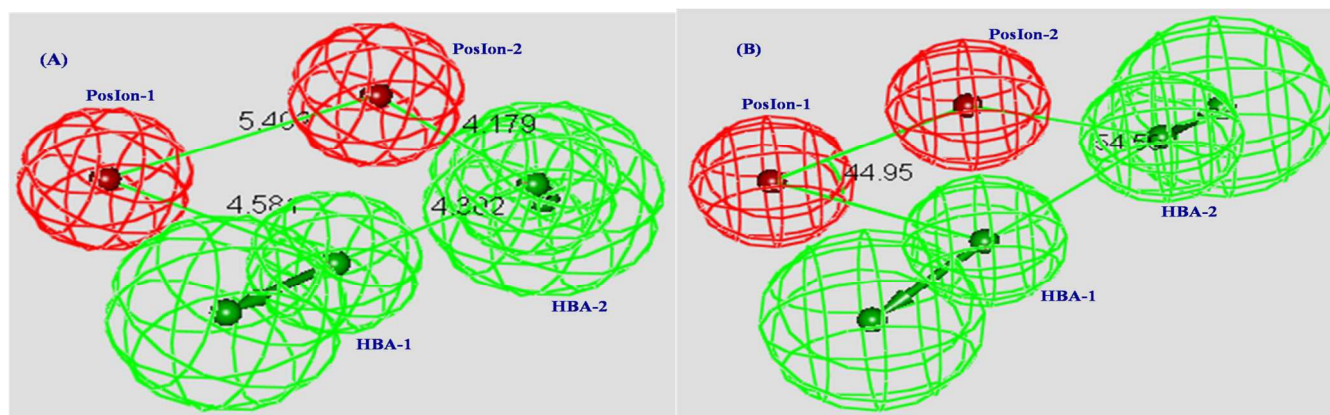 (A)
PosIon-2
PosIon-1
4.179
HBA-2
HBA-1
(B)
PosIon-2
PosIon-1
44.95
HBA-2
HBA-1